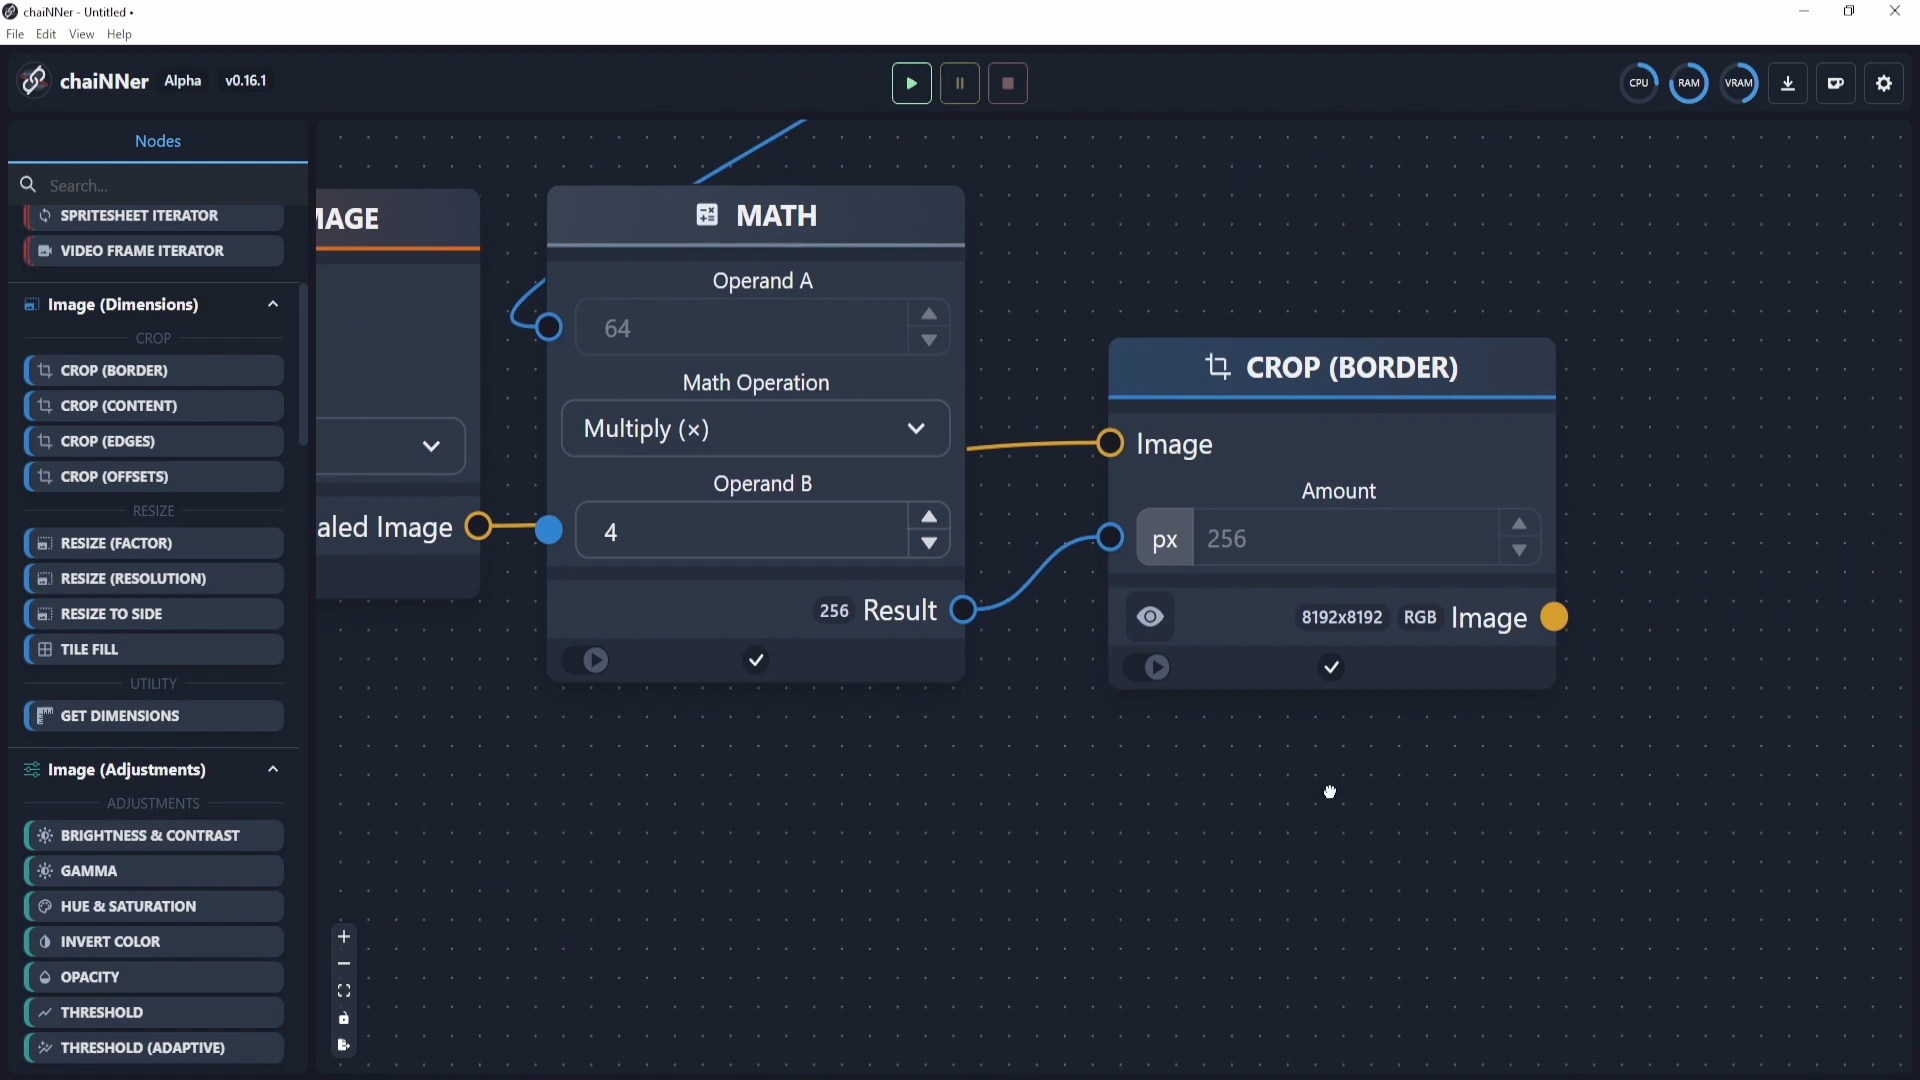 chaiNNer - Untitled •
File Edit View Help
chaiNNer Alpha v0.16.1
CPU RAM VRAM
Nodes
Search...
SPRITESHEET ITERATOR
VIDEO FRAME ITERATOR
Image (Dimensions)
CROP
CROP (BORDER)
CROP (CONTENT)
CROP (EDGES)
CROP (OFFSETS)
RESIZE
RESIZE (FACTOR)
RESIZE (RESOLUTION)
RESIZE TO SIDE
TILE FILL
UTILITY
GET DIMENSIONS
Image (Adjustments)
ADJUSTMENTS
BRIGHTNESS & CONTRAST
GAMMA
HUE & SATURATION
INVERT COLOR
OPACITY
THRESHOLD
THRESHOLD (ADAPTIVE)
MAGE
aled Image
MATH
Operand A
64
Math Operation
Multiply (×)
Operand B
4
256 Result
CROP (BORDER)
Image
Amount
px 256
8192x8192 RGB Image